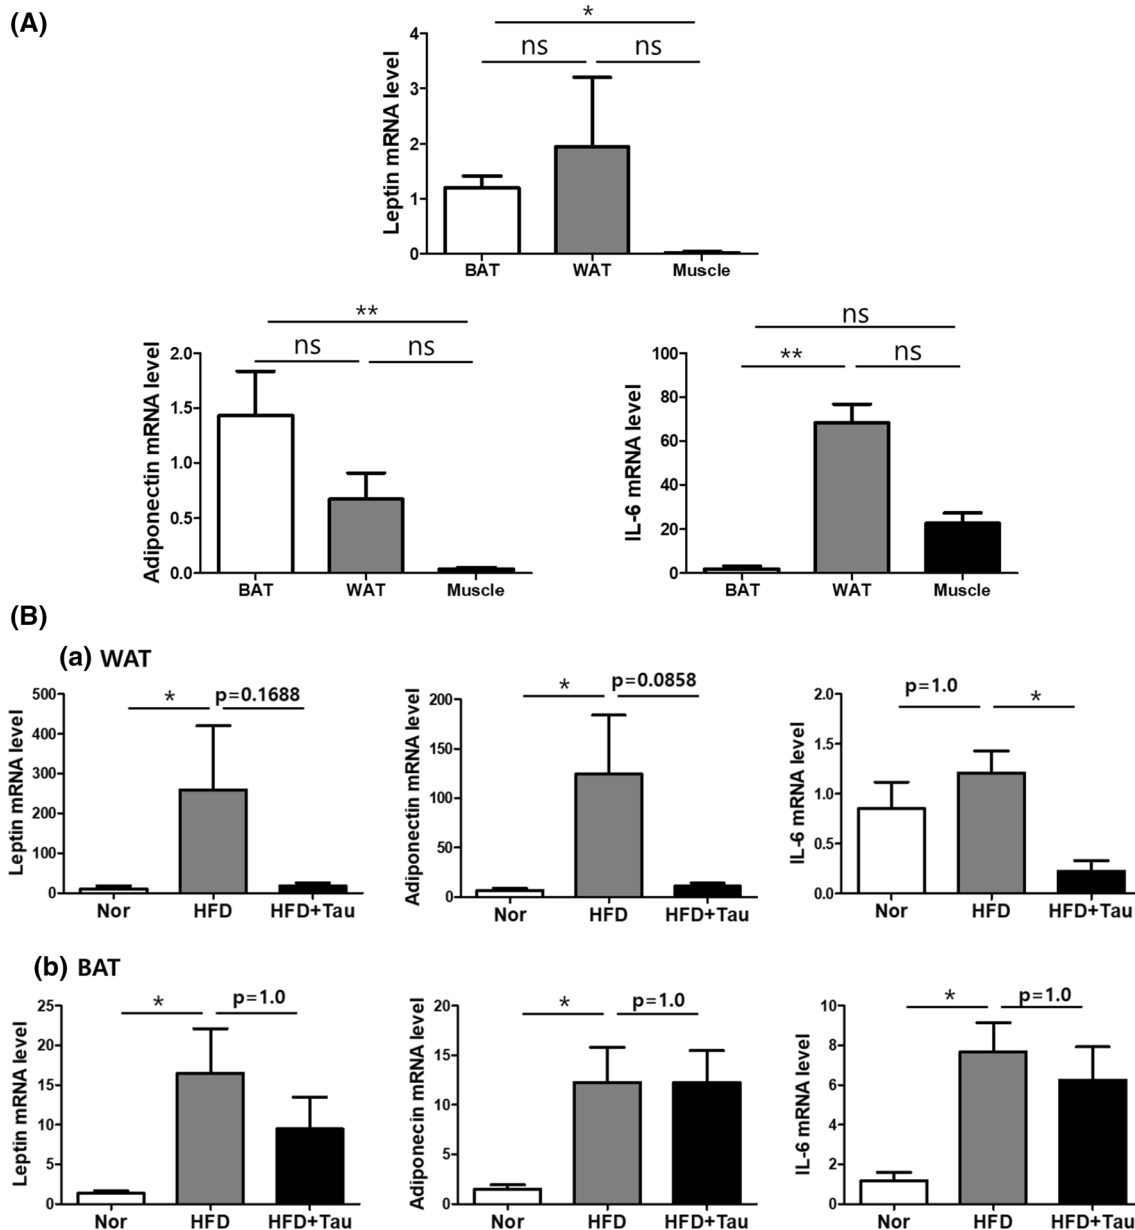 (A)
*
ns ns
Leptin mRNA level
4
3
2
1
0
BAT WAT Muscle
**
ns ns
Adiponectin mRNA level
2.0
1.5
1.0
0.5
0.0
BAT WAT Muscle
ns
** ns
IL-6 mRNA level
100
80
60
40
20
0
BAT WAT Muscle
(B)
(a) WAT
* p=0.1688
Leptin mRNA level
500
400
300
200
100
0
Nor HFD HFD+Tau
* p=0.0858
Adiponectin mRNA level
200
150
100
50
0
Nor HFD HFD+Tau
p=1.0 *
IL-6 mRNA level
2.0
1.5
1.0
0.5
0.0
Nor HFD HFD+Tau
(b) BAT
* p=1.0
Leptin mRNA level
25
20
15
10
5
0
Nor HFD HFD+Tau
* p=1.0
Adiponecin mRNA level
20
15
10
5
0
Nor HFD HFD+Tau
* p=1.0
IL-6 mRNA level
10
8
6
4
2
0
Nor HFD HFD+Tau